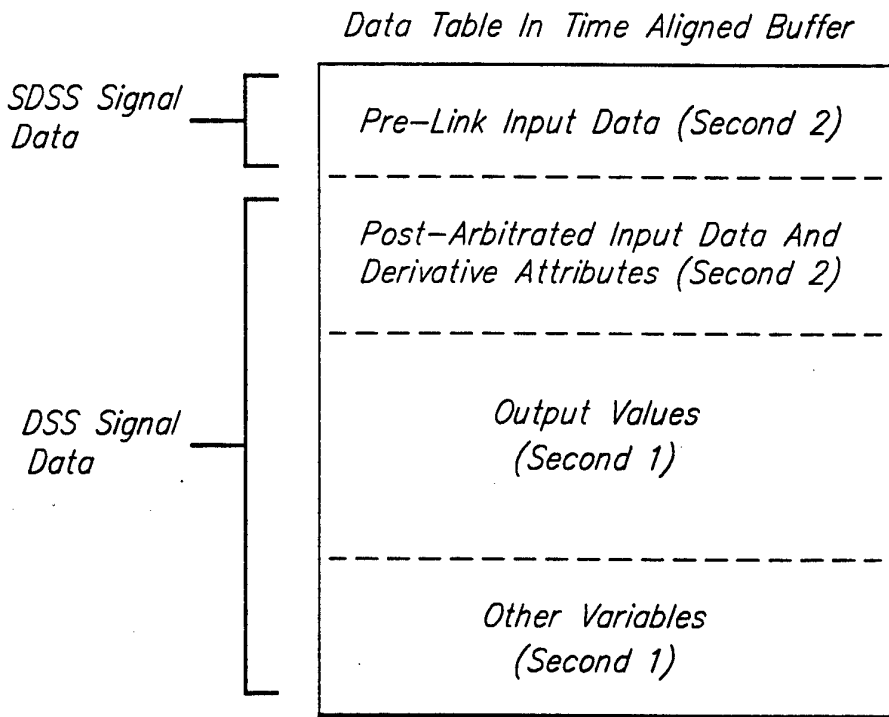 Data Table In Time Aligned Buffer
SDSS Signal
Data
Pre-Link Input Data (Second 2)
Post-Arbitrated Input Data And
Derivative Attributes (Second 2)
DSS Signal
Data
Output Values
(Second 1)
Other Variables
(Second 1)